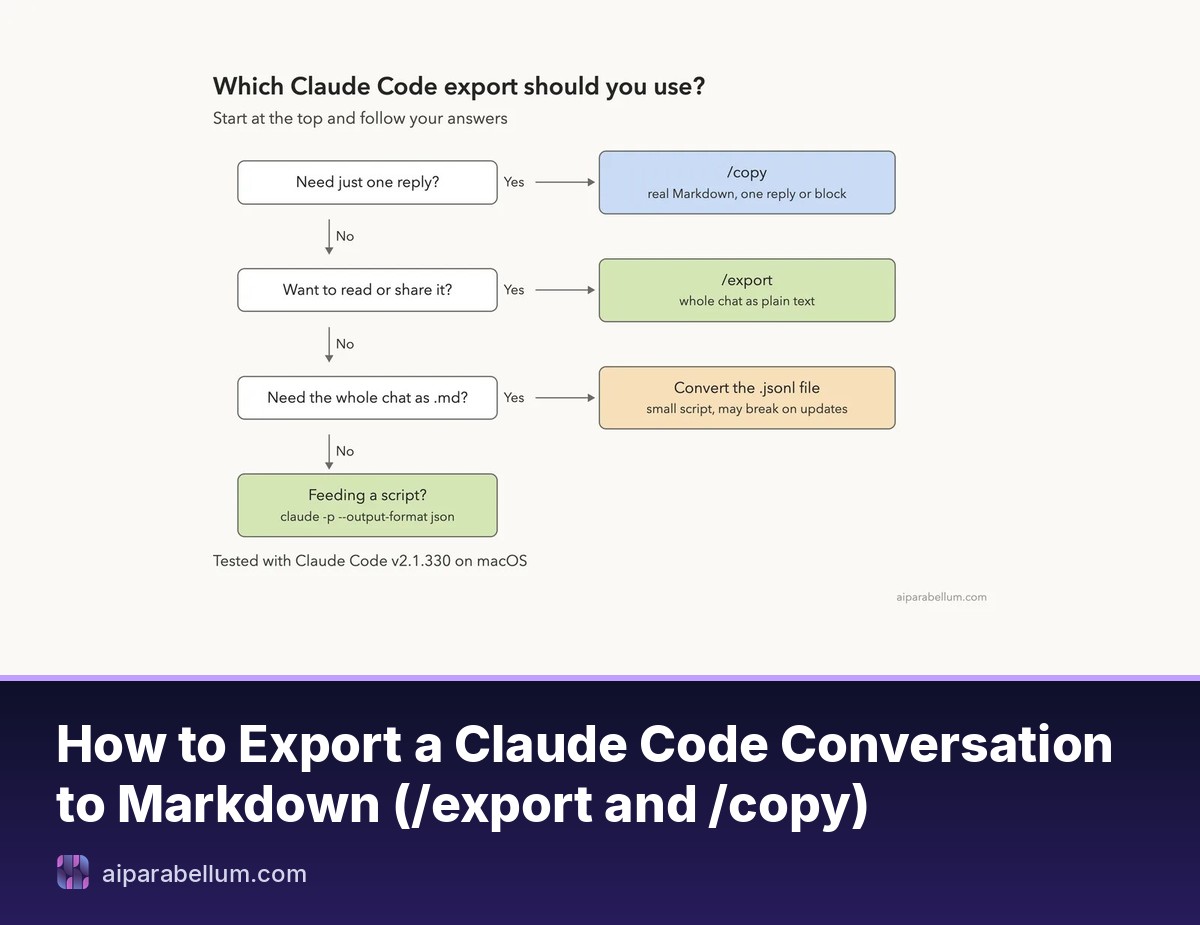 Which Claude Code export should you use?
Start at the top and follow your answers
Need just one reply?
Yes
/copy
real Markdown, one reply or block
No
Want to read or share it?
Yes
/export
whole chat as plain text
No
Need the whole chat as .md?
Yes
Convert the .jsonl file
small script, may break on updates
No
Feeding a script?
claude -p --output-format json
Tested with Claude Code v2.1.330 on macOS
aiparabellum.com
How to Export a Claude Code Conversation
to Markdown (/export and /copy)
aiparabellum.com